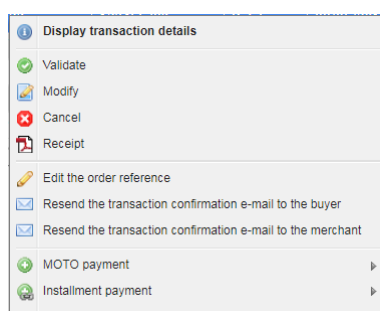 Display transaction details
Validate
Modify
Cancel
Receipt
Edit the order reference
Resend the transaction confirmation e-mail to the buyer
Resend the transaction confirmation e-mail to the merchant
MOTO payment
Installment payment